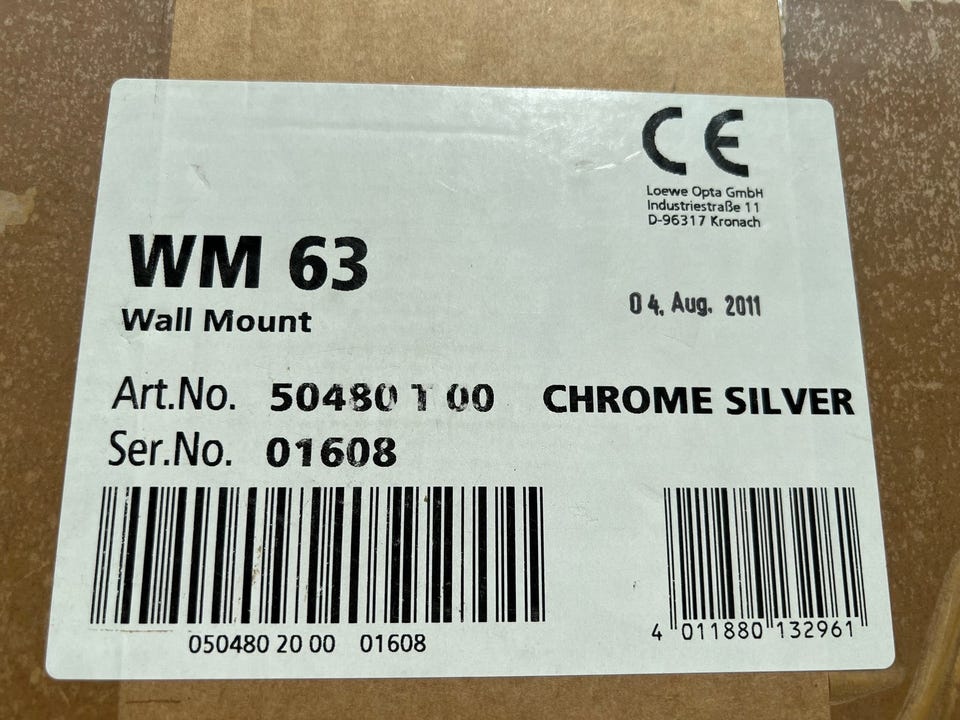 CE
Loewe Opta GmbH
Industriestraße 11
D-96317 Kronach
WM 63
Wall Mount
04. Aug. 2011
Art.No. 50480 T 00 CHROME SILVER
Ser.No. 01608
050480 20 00 01608
4 011880 132961